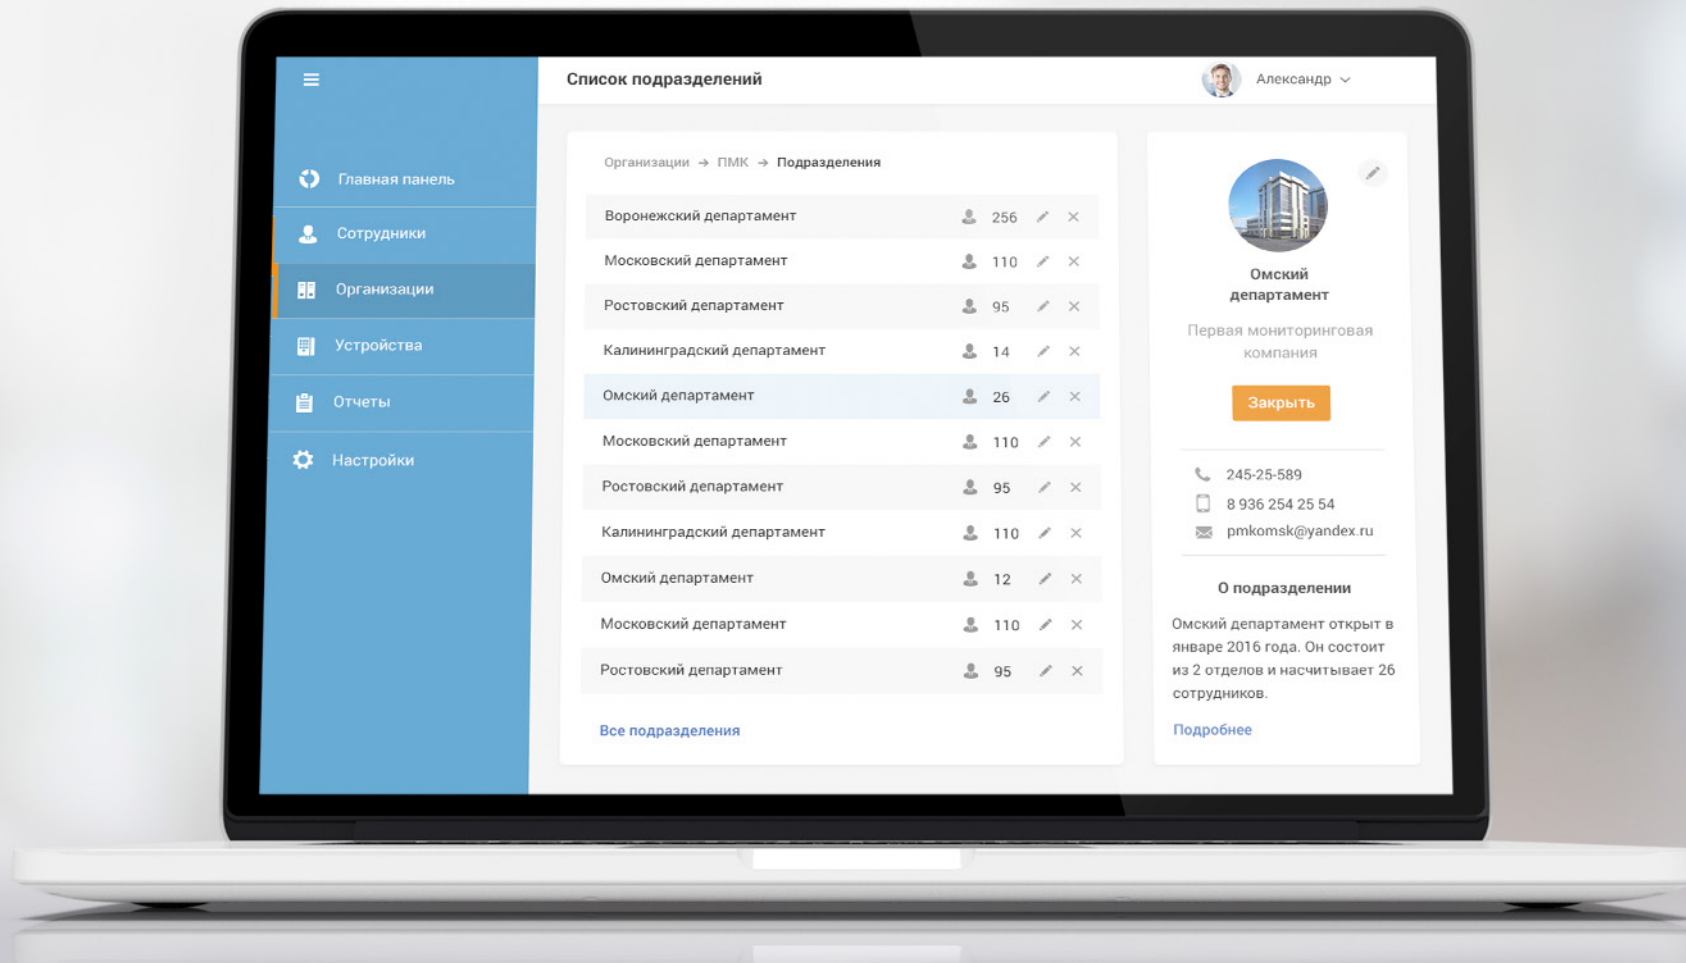 Список подразделений
Александр
Главная панель
Сотрудники
Организации
Устройства
Отчеты
Настройки
Организации → ПМК → Подразделения
Воронежский департамент 256
Московский департамент 110
Ростовский департамент 95
Калининградский департамент 14
Омский департамент 26
Московский департамент 110
Ростовский департамент 95
Калининградский департамент 110
Омский департамент 12
Московский департамент 110
Ростовский департамент 95
Все подразделения
Омский
департамент
Первая мониторинговая
компания
Закрыть
245-25-589
8 936 254 25 54
pmkomsk@yandex.ru
О подразделении
Омский департамент открыт в
январе 2016 года. Он состоит
из 2 отделов и насчитывает 26
сотрудников.
Подробнее